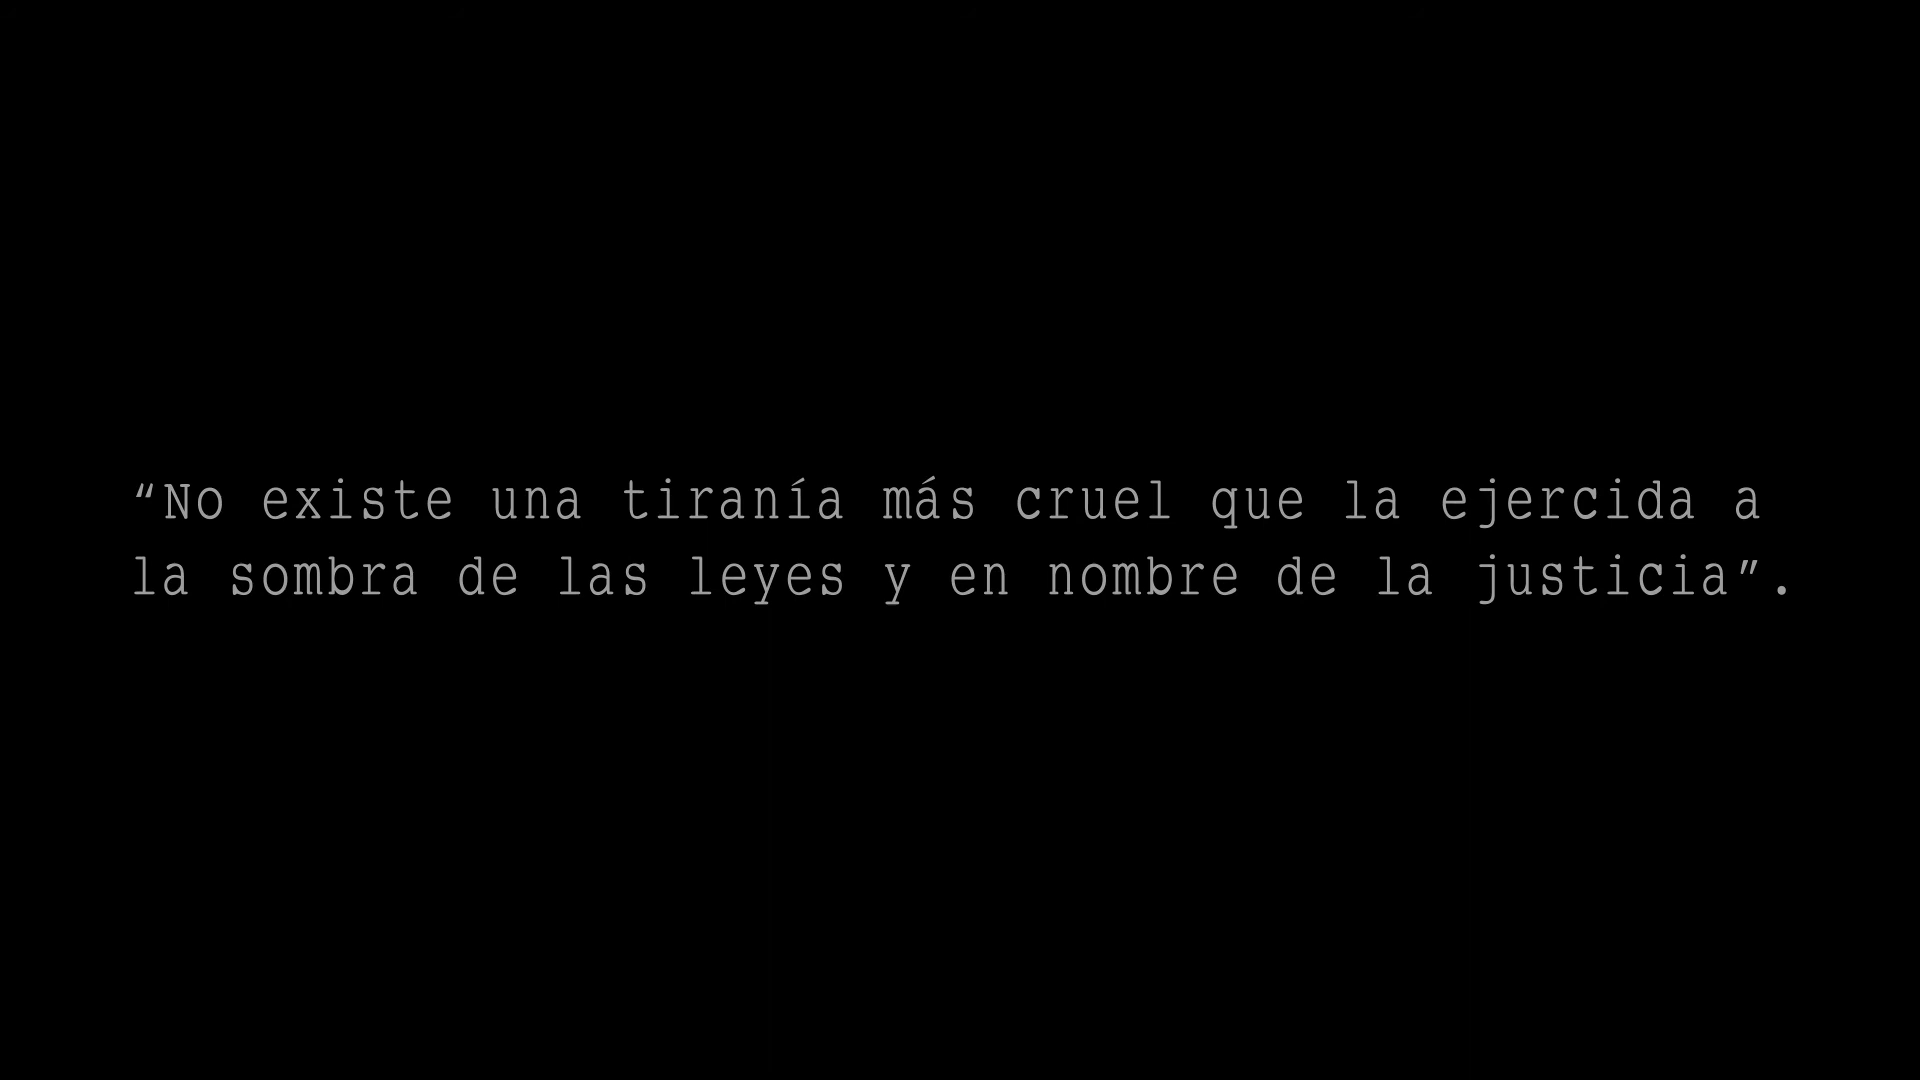 “No existe una tiranía más cruel que la ejercida a
la sombra de las leyes y en nombre de la justicia”.